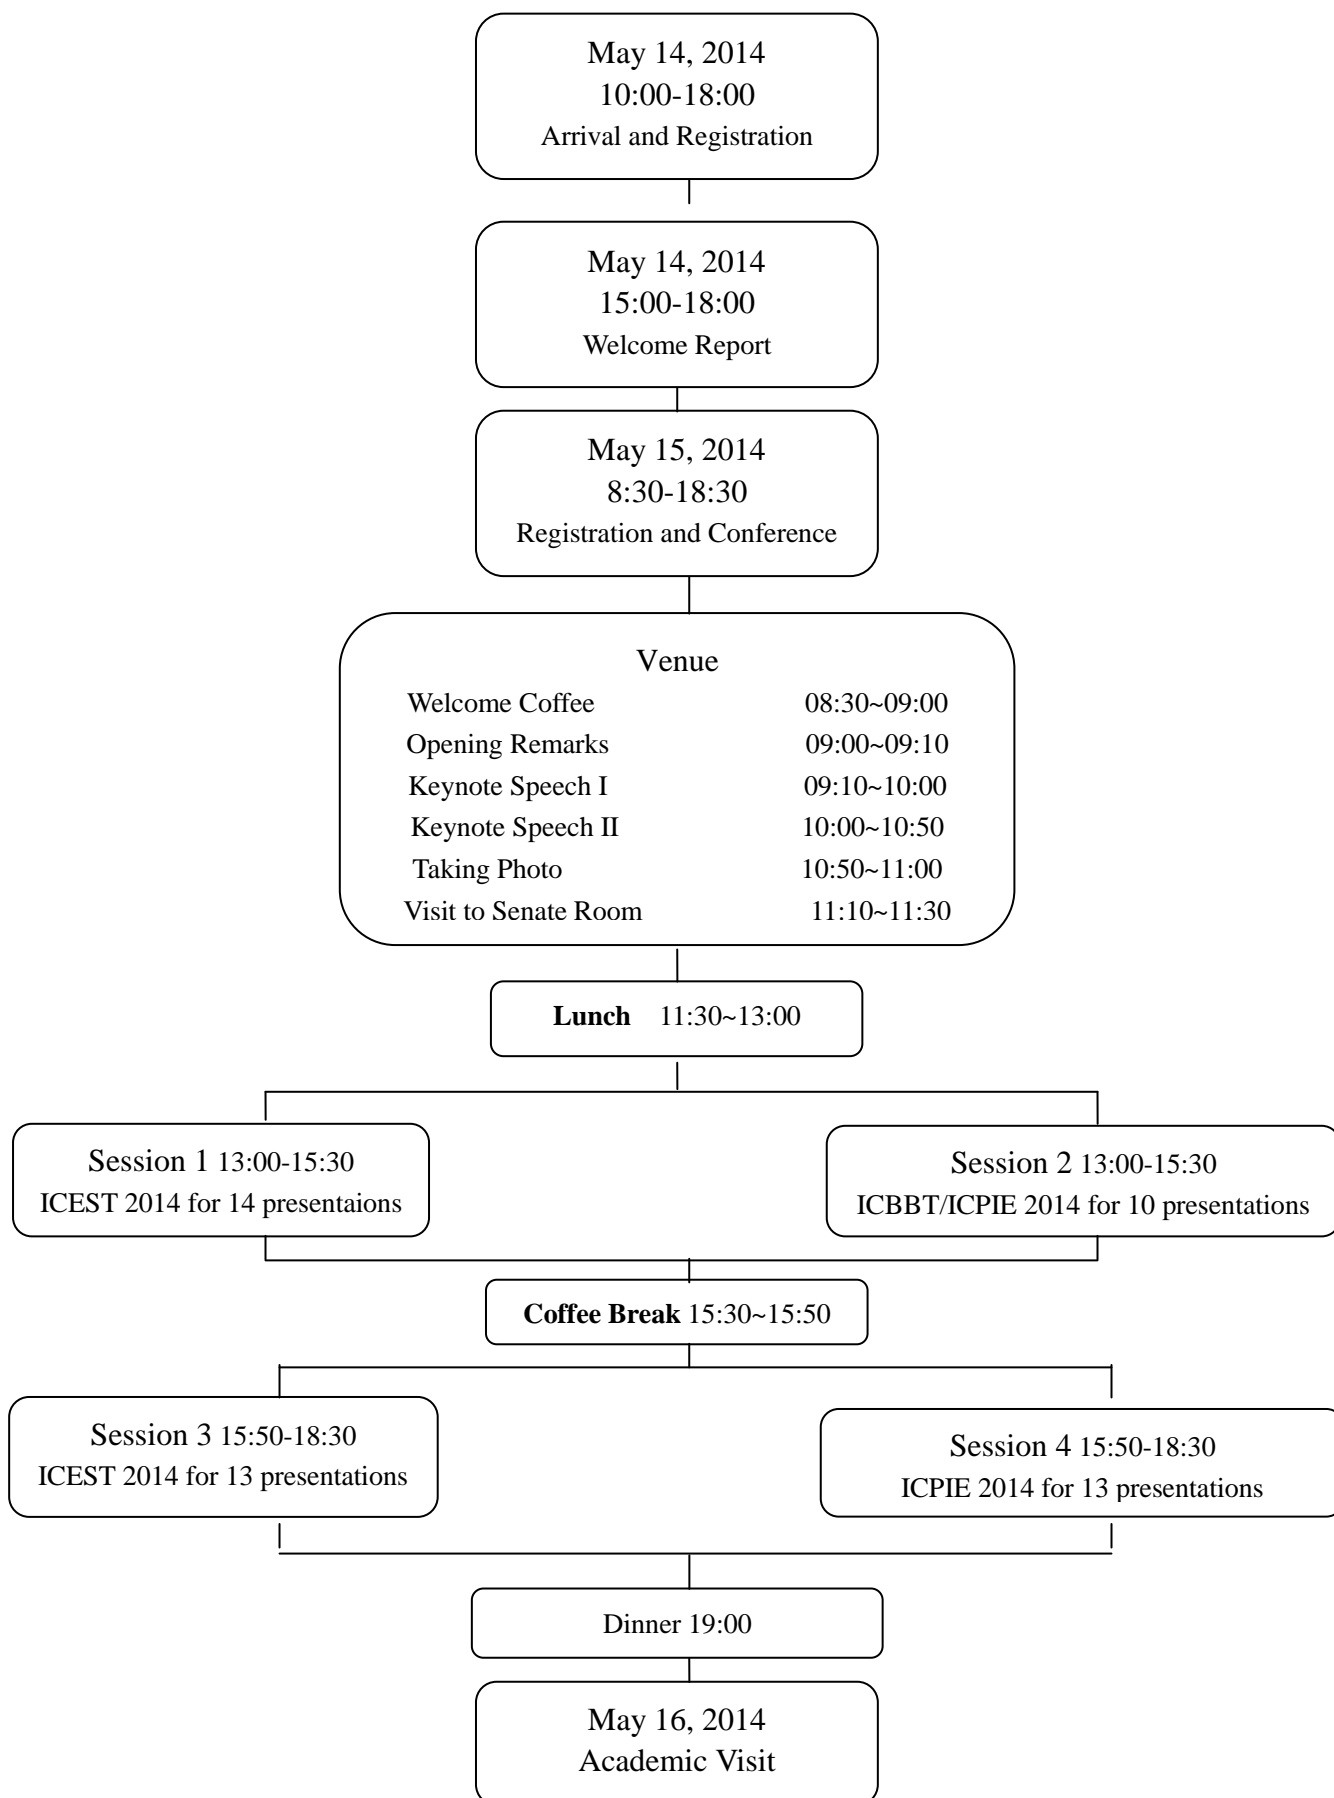 May 14, 2014
10:00-18:00
Arrival and Registration
May 14, 2014
15:00-18:00
Welcome Report
May 15, 2014
8:30-18:30
Registration and Conference
Venue
Welcome Coffee 08:30~09:00
Opening Remarks 09:00~09:10
Keynote Speech I 09:10~10:00
Keynote Speech II 10:00~10:50
Taking Photo 10:50~11:00
Visit to Senate Room 11:10~11:30
Lunch 11:30~13:00
Session 1 13:00-15:30
ICEST 2014 for 14 presentaions
Session 2 13:00-15:30
ICBBT/ICPIE 2014 for 10 presentations
Coffee Break 15:30~15:50
Session 3 15:50-18:30
ICEST 2014 for 13 presentations
Session 4 15:50-18:30
ICPIE 2014 for 13 presentations
Dinner 19:00
May 16, 2014
Academic Visit